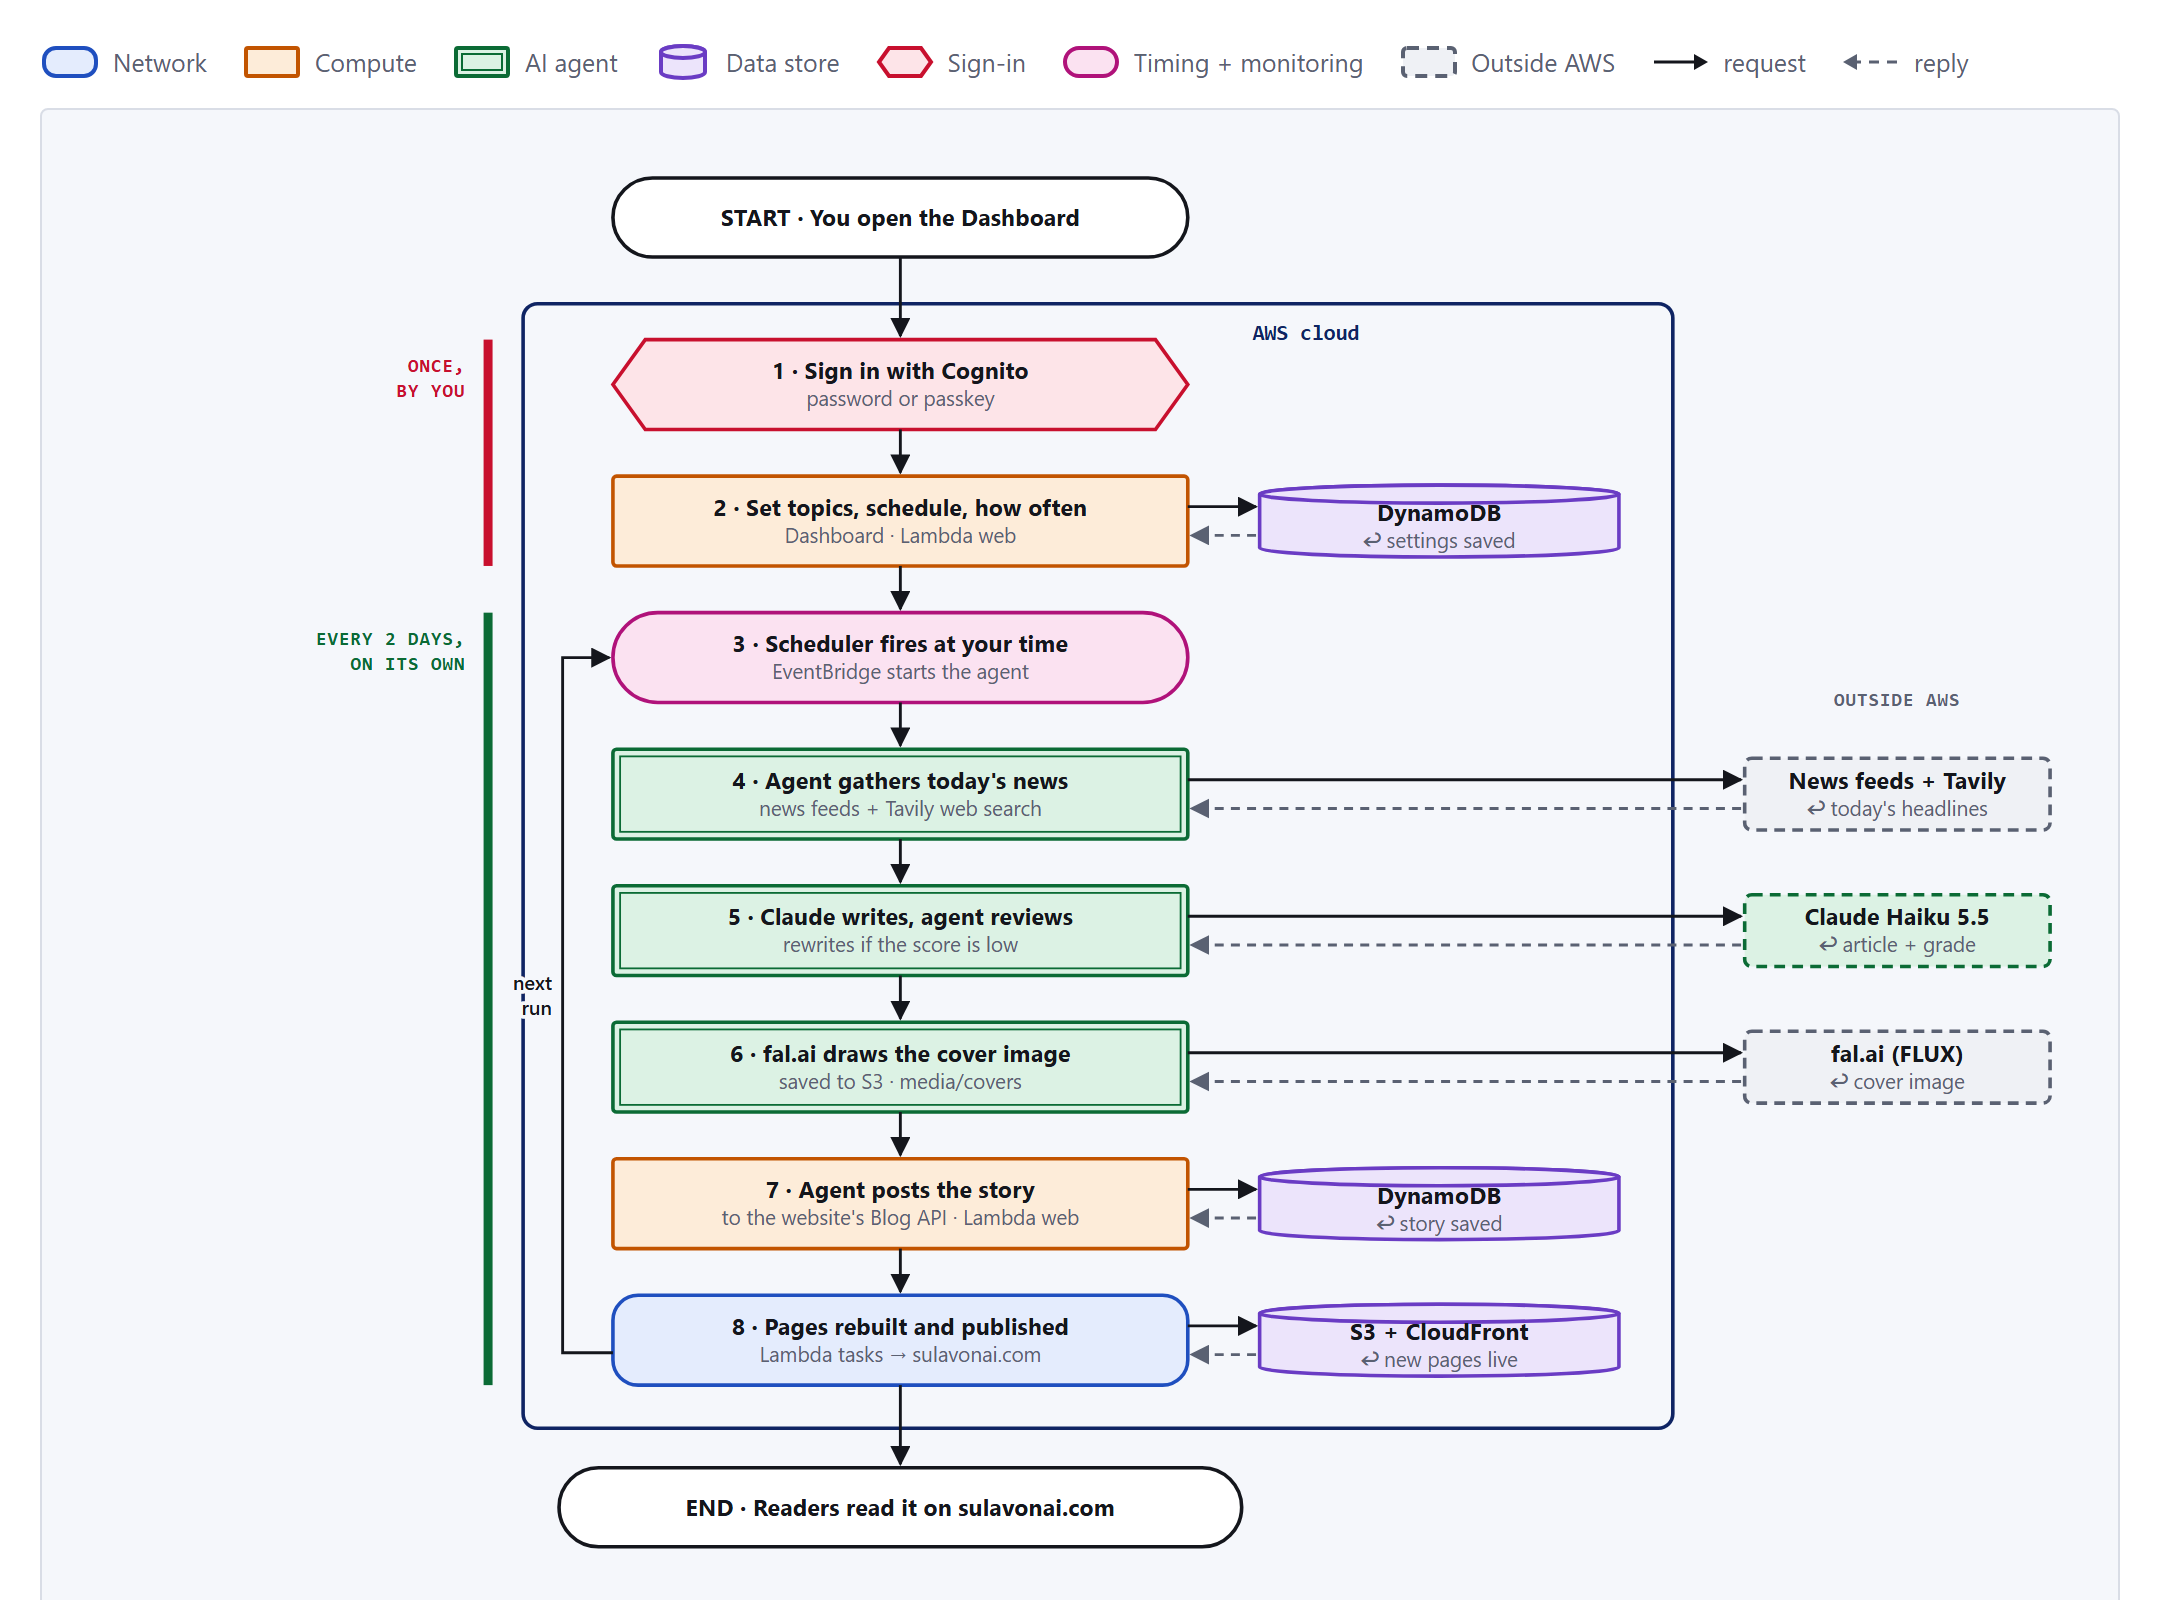 Network
Compute
AI agent
Data store
Sign-in
Timing + monitoring
Outside AWS
request
reply
START · You open the Dashboard
AWS cloud
ONCE,
BY YOU
1 · Sign in with Cognito
password or passkey
2 · Set topics, schedule, how often
Dashboard · Lambda web
DynamoDB
↩ settings saved
EVERY 2 DAYS,
ON ITS OWN
3 · Scheduler fires at your time
EventBridge starts the agent
OUTSIDE AWS
4 · Agent gathers today's news
news feeds + Tavily web search
News feeds + Tavily
↩ today's headlines
5 · Claude writes, agent reviews
rewrites if the score is low
Claude Haiku 5.5
↩ article + grade
next
run
6 · fal.ai draws the cover image
saved to S3 · media/covers
fal.ai (FLUX)
↩ cover image
7 · Agent posts the story
to the website's Blog API · Lambda web
DynamoDB
↩ story saved
8 · Pages rebuilt and published
Lambda tasks → sulavonai.com
S3 + CloudFront
↩ new pages live
END · Readers read it on sulavonai.com